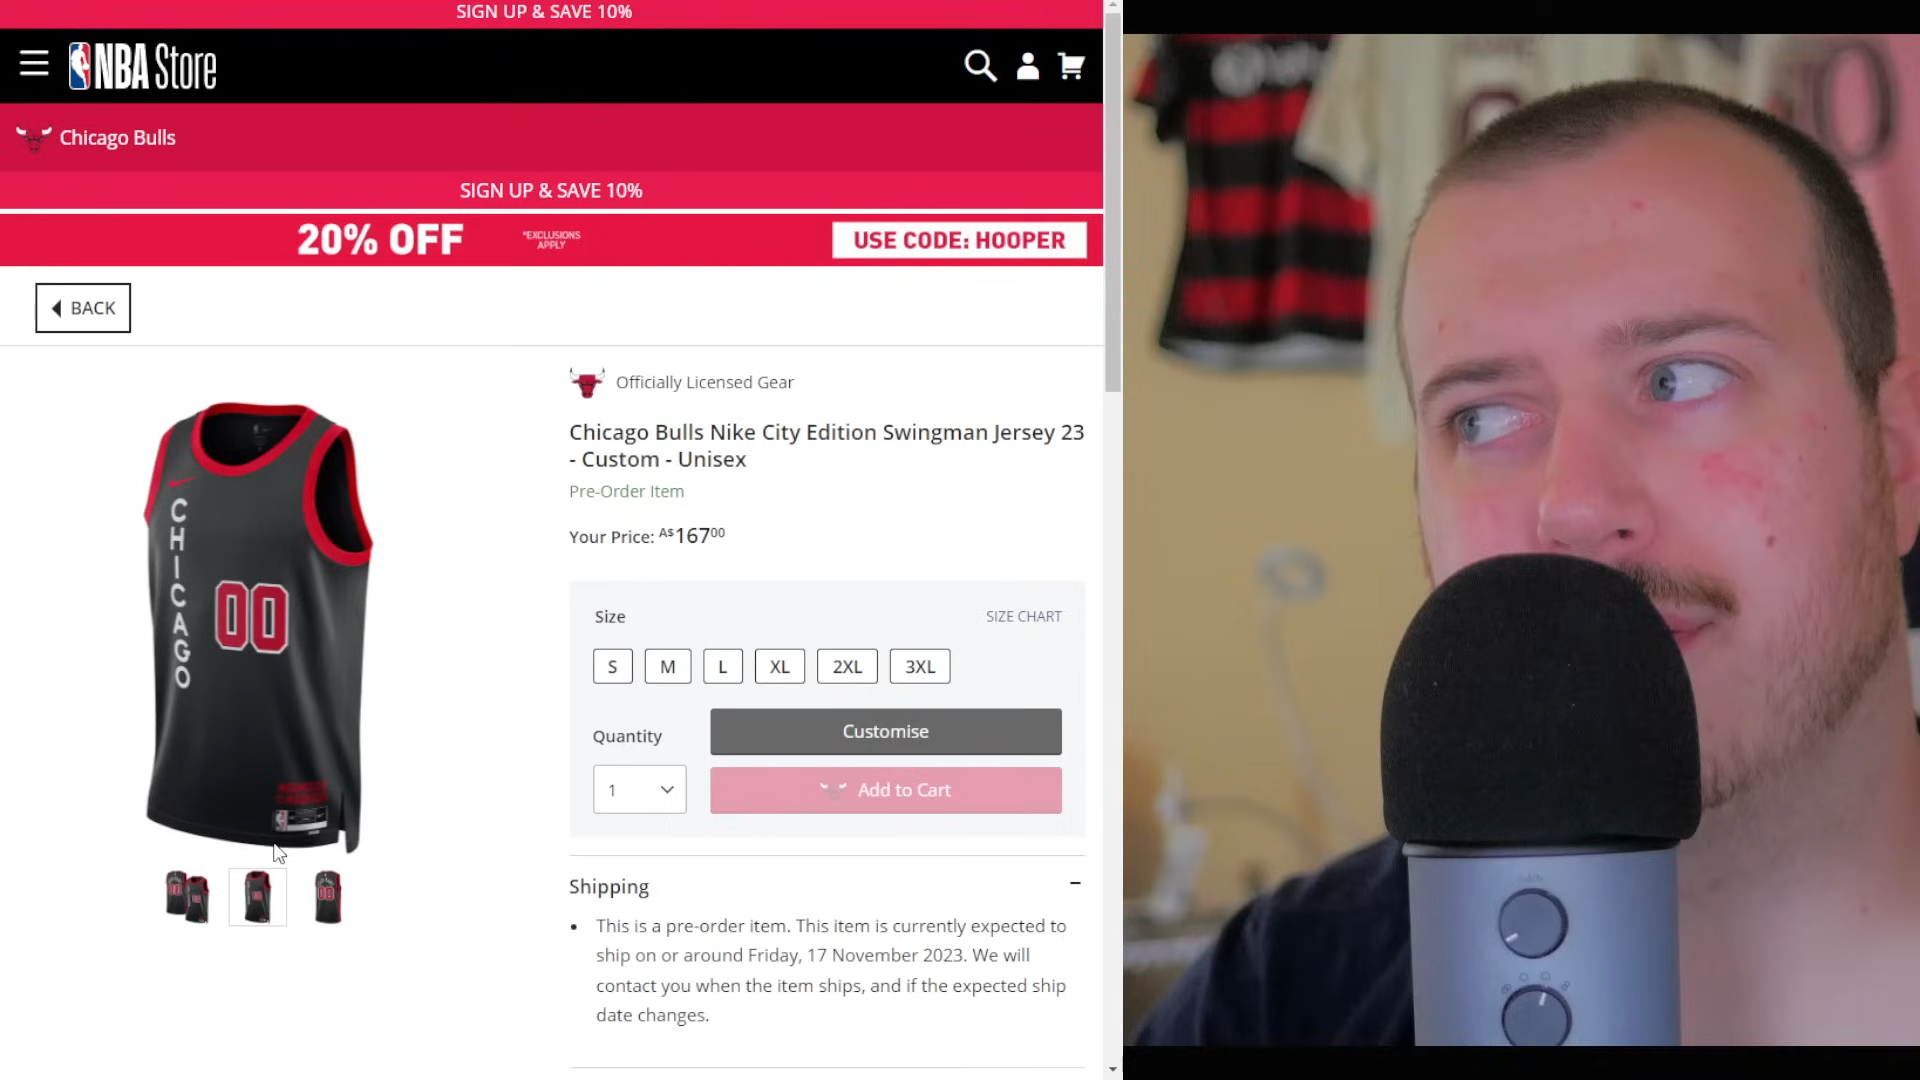 SIGN UP & SAVE 10%
NBA Store
Chicago Bulls
SIGN UP & SAVE 10%
20% OFF
*EXCLUSIONS
APPLY
USE CODE: HOOPER
BACK
Officially Licensed Gear
Chicago Bulls Nike City Edition Swingman Jersey 23
- Custom - Unisex
Pre-Order Item
Your Price: A$16700
CHICAGO
00
Size
SIZE CHART
S
M
L
XL
2XL
3XL
Quantity
Customise
1
Add to Cart
Shipping
This is a pre-order item. This item is currently expected to
ship on or around Friday, 17 November 2023. We will
contact you when the item ships, and if the expected ship
date changes.